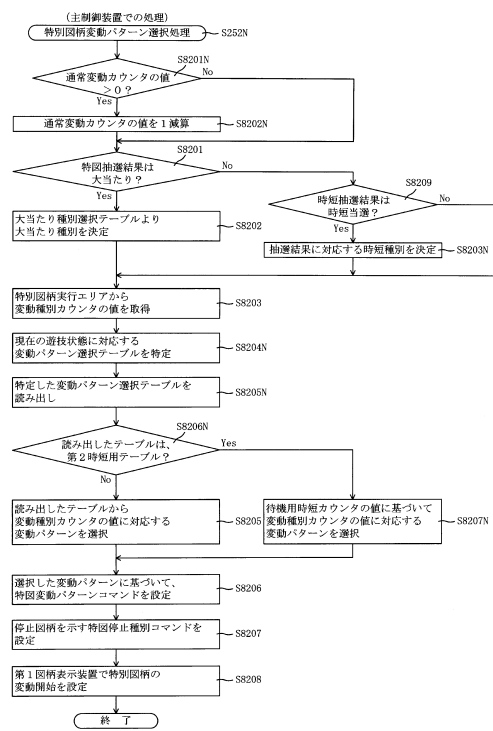 (主制御装置での処理)
特別図柄変動パターン選択処理
S252N
S8201N
通常変動カウンタの値
>0?
No
Yes
通常変動カウンタの値を1減算
S8202N
S8201
特図抽選結果は
大当たり?
No
Yes
S8209
時短抽選結果は
時短当選?
No
Yes
大当たり種別選択テーブルより
大当たり種別を決定
S8202
抽選結果に対応する時短種別を決定
S8203N
特別図柄実行エリアから
変動種別カウンタの値を取得
S8203
現在の遊技状態に対応する
変動パターン選択テーブルを特定
S8204N
特定した変動パターン選択テーブルを
読み出し
S8205N
S8206N
読み出したテーブルは、
第2時短用テーブル?
Yes
No
読み出したテーブルから
変動種別カウンタの値に対応する
変動パターンを選択
S8205
待機用時短カウンタの値に基づいて
変動種別カウンタの値に対応する
変動パターンを選択
S8207N
選択した変動パターンに基づいて、
特図変動パターンコマンドを設定
S8206
停止図柄を示す特図停止種別コマンドを
設定
S8207
第1図柄表示装置で特別図柄の
変動開始を設定
S8208
終 了